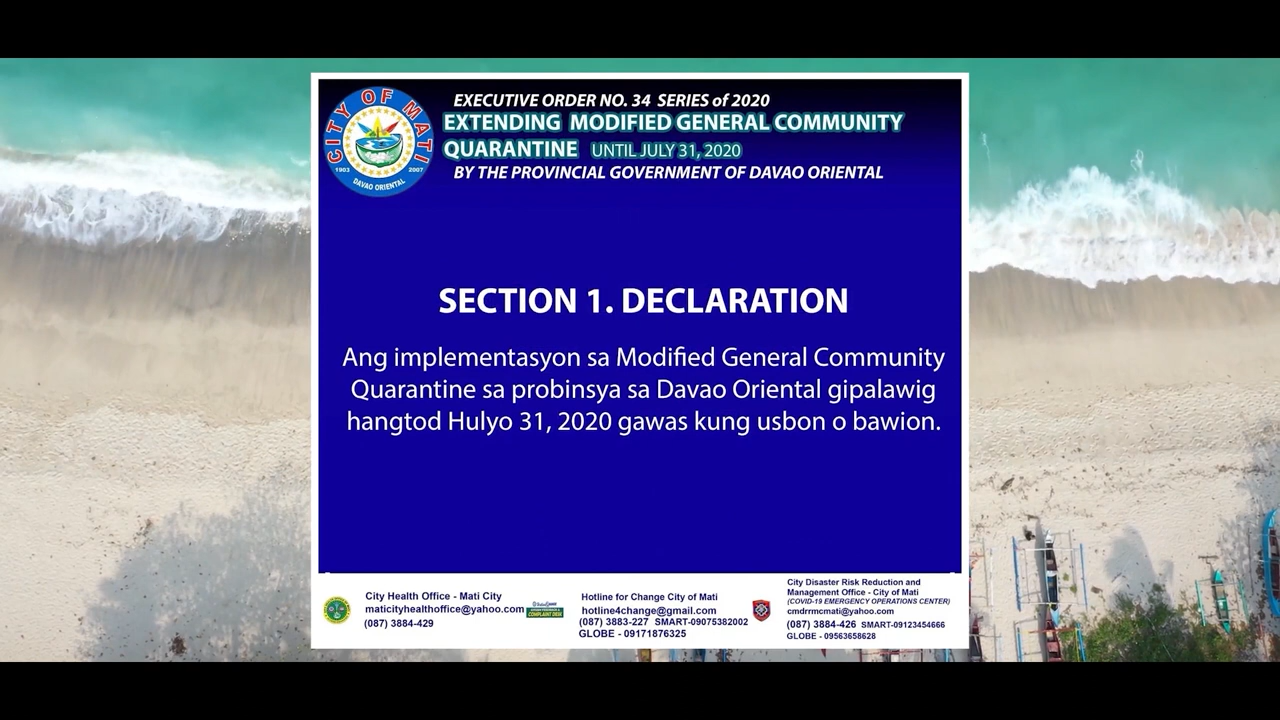 CITY OF MATI
1903
2007
DAVAO ORIENTAL
EXECUTIVE ORDER NO. 34 SERIES of 2020
EXTENDING MODIFIED GENERAL COMMUNITY
QUARANTINE UNTIL JULY 31, 2020
BY THE PROVINCIAL GOVERNMENT OF DAVAO ORIENTAL
SECTION 1. DECLARATION
Ang implementasyon sa Modified General Community
Quarantine sa probinsya sa Davao Oriental gipalawig
hangtod Hulyo 31, 2020 gawas kung usbon o bawion.
City Health Office - Mati City
maticityhealthoffice@yahoo.com
(087) 3884-429
COMPLAINT DESK
Hotline for Change City of Mati
hotline4change@gmail.com
(087) 3883-227 SMART-09075382002
GLOBE - 09171876325
City Disaster Risk Reduction and
Management Office - City of Mati
(COVID-19 EMERGENCY OPERATIONS CENTER)
cmdrrmcmati@yahoo.com
(087) 3884-426 SMART-09123454666
GLOBE - 09563658628